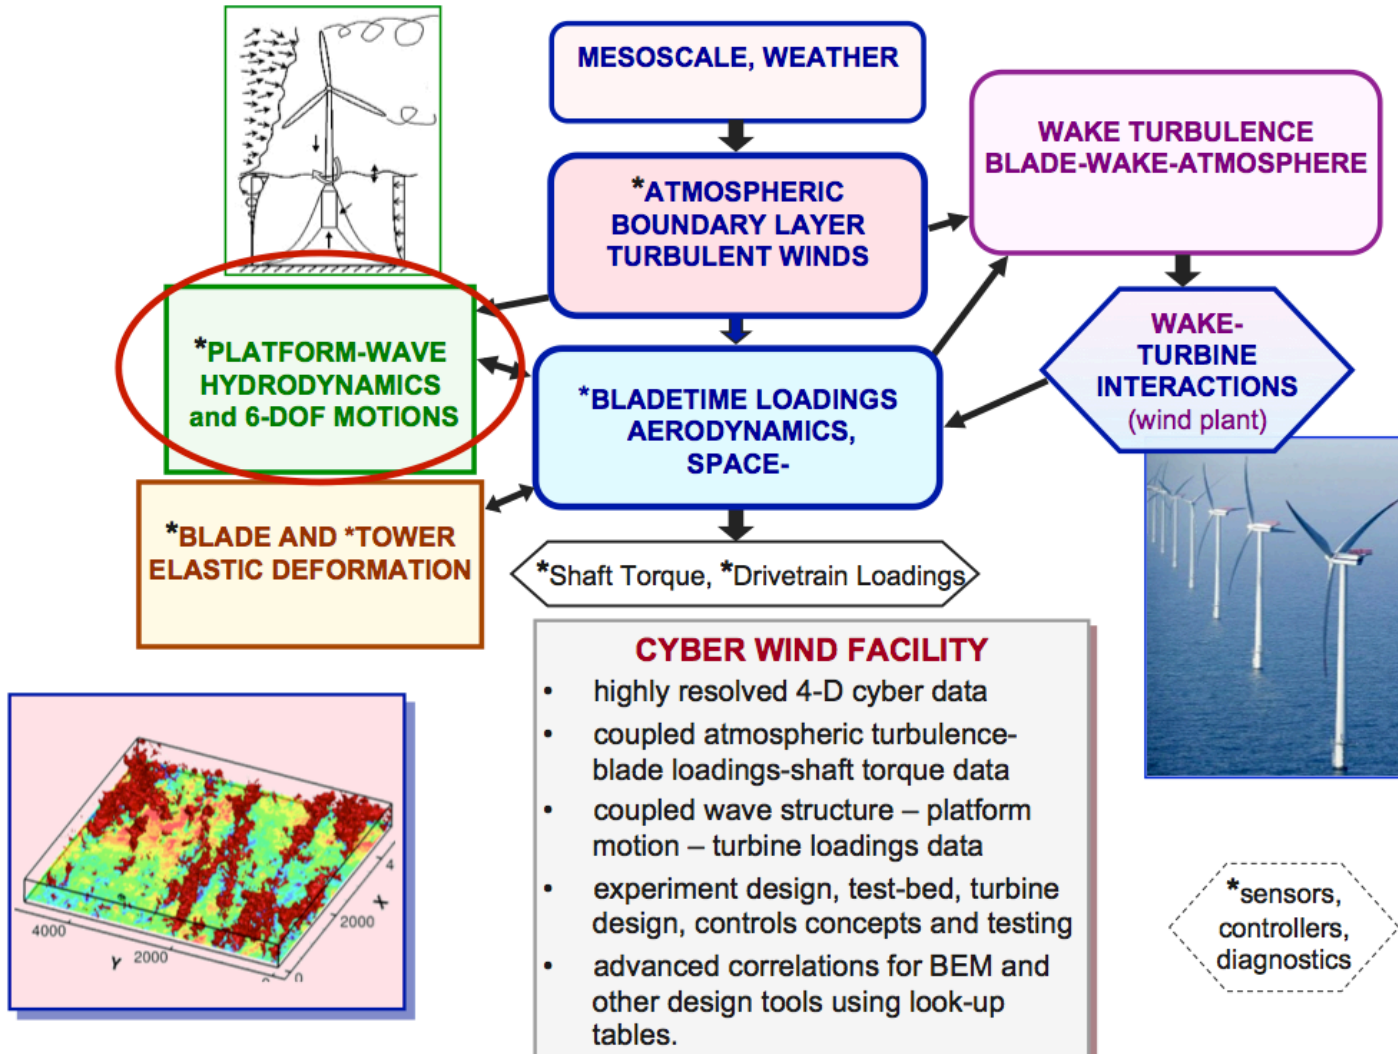 MESOSCALE, WEATHER
*ATMOSPHERIC
BOUNDARY LAYER
TURBULENT WINDS
WAKE TURBULENCE
BLADE-WAKE-ATMOSPHERE
*PLATFORM-WAVE
HYDRODYNAMICS
and 6-DOF MOTIONS
*BLADETIME LOADINGS
AERODYNAMICS,
SPACE-
WAKE-
TURBINE
INTERACTIONS
(wind plant)
*BLADE AND *TOWER
ELASTIC DEFORMATION
*Shaft Torque, *Drivetrain Loadings
CYBER WIND FACILITY
• highly resolved 4-D cyber data
• coupled atmospheric turbulence-
blade loadings-shaft torque data
• coupled wave structure – platform
motion – turbine loadings data
• experiment design, test-bed, turbine
design, controls concepts and testing
• advanced correlations for BEM and
other design tools using look-up
tables.
4000
Y
2000
0
2000
X
4
*sensors,
controllers,
diagnostics